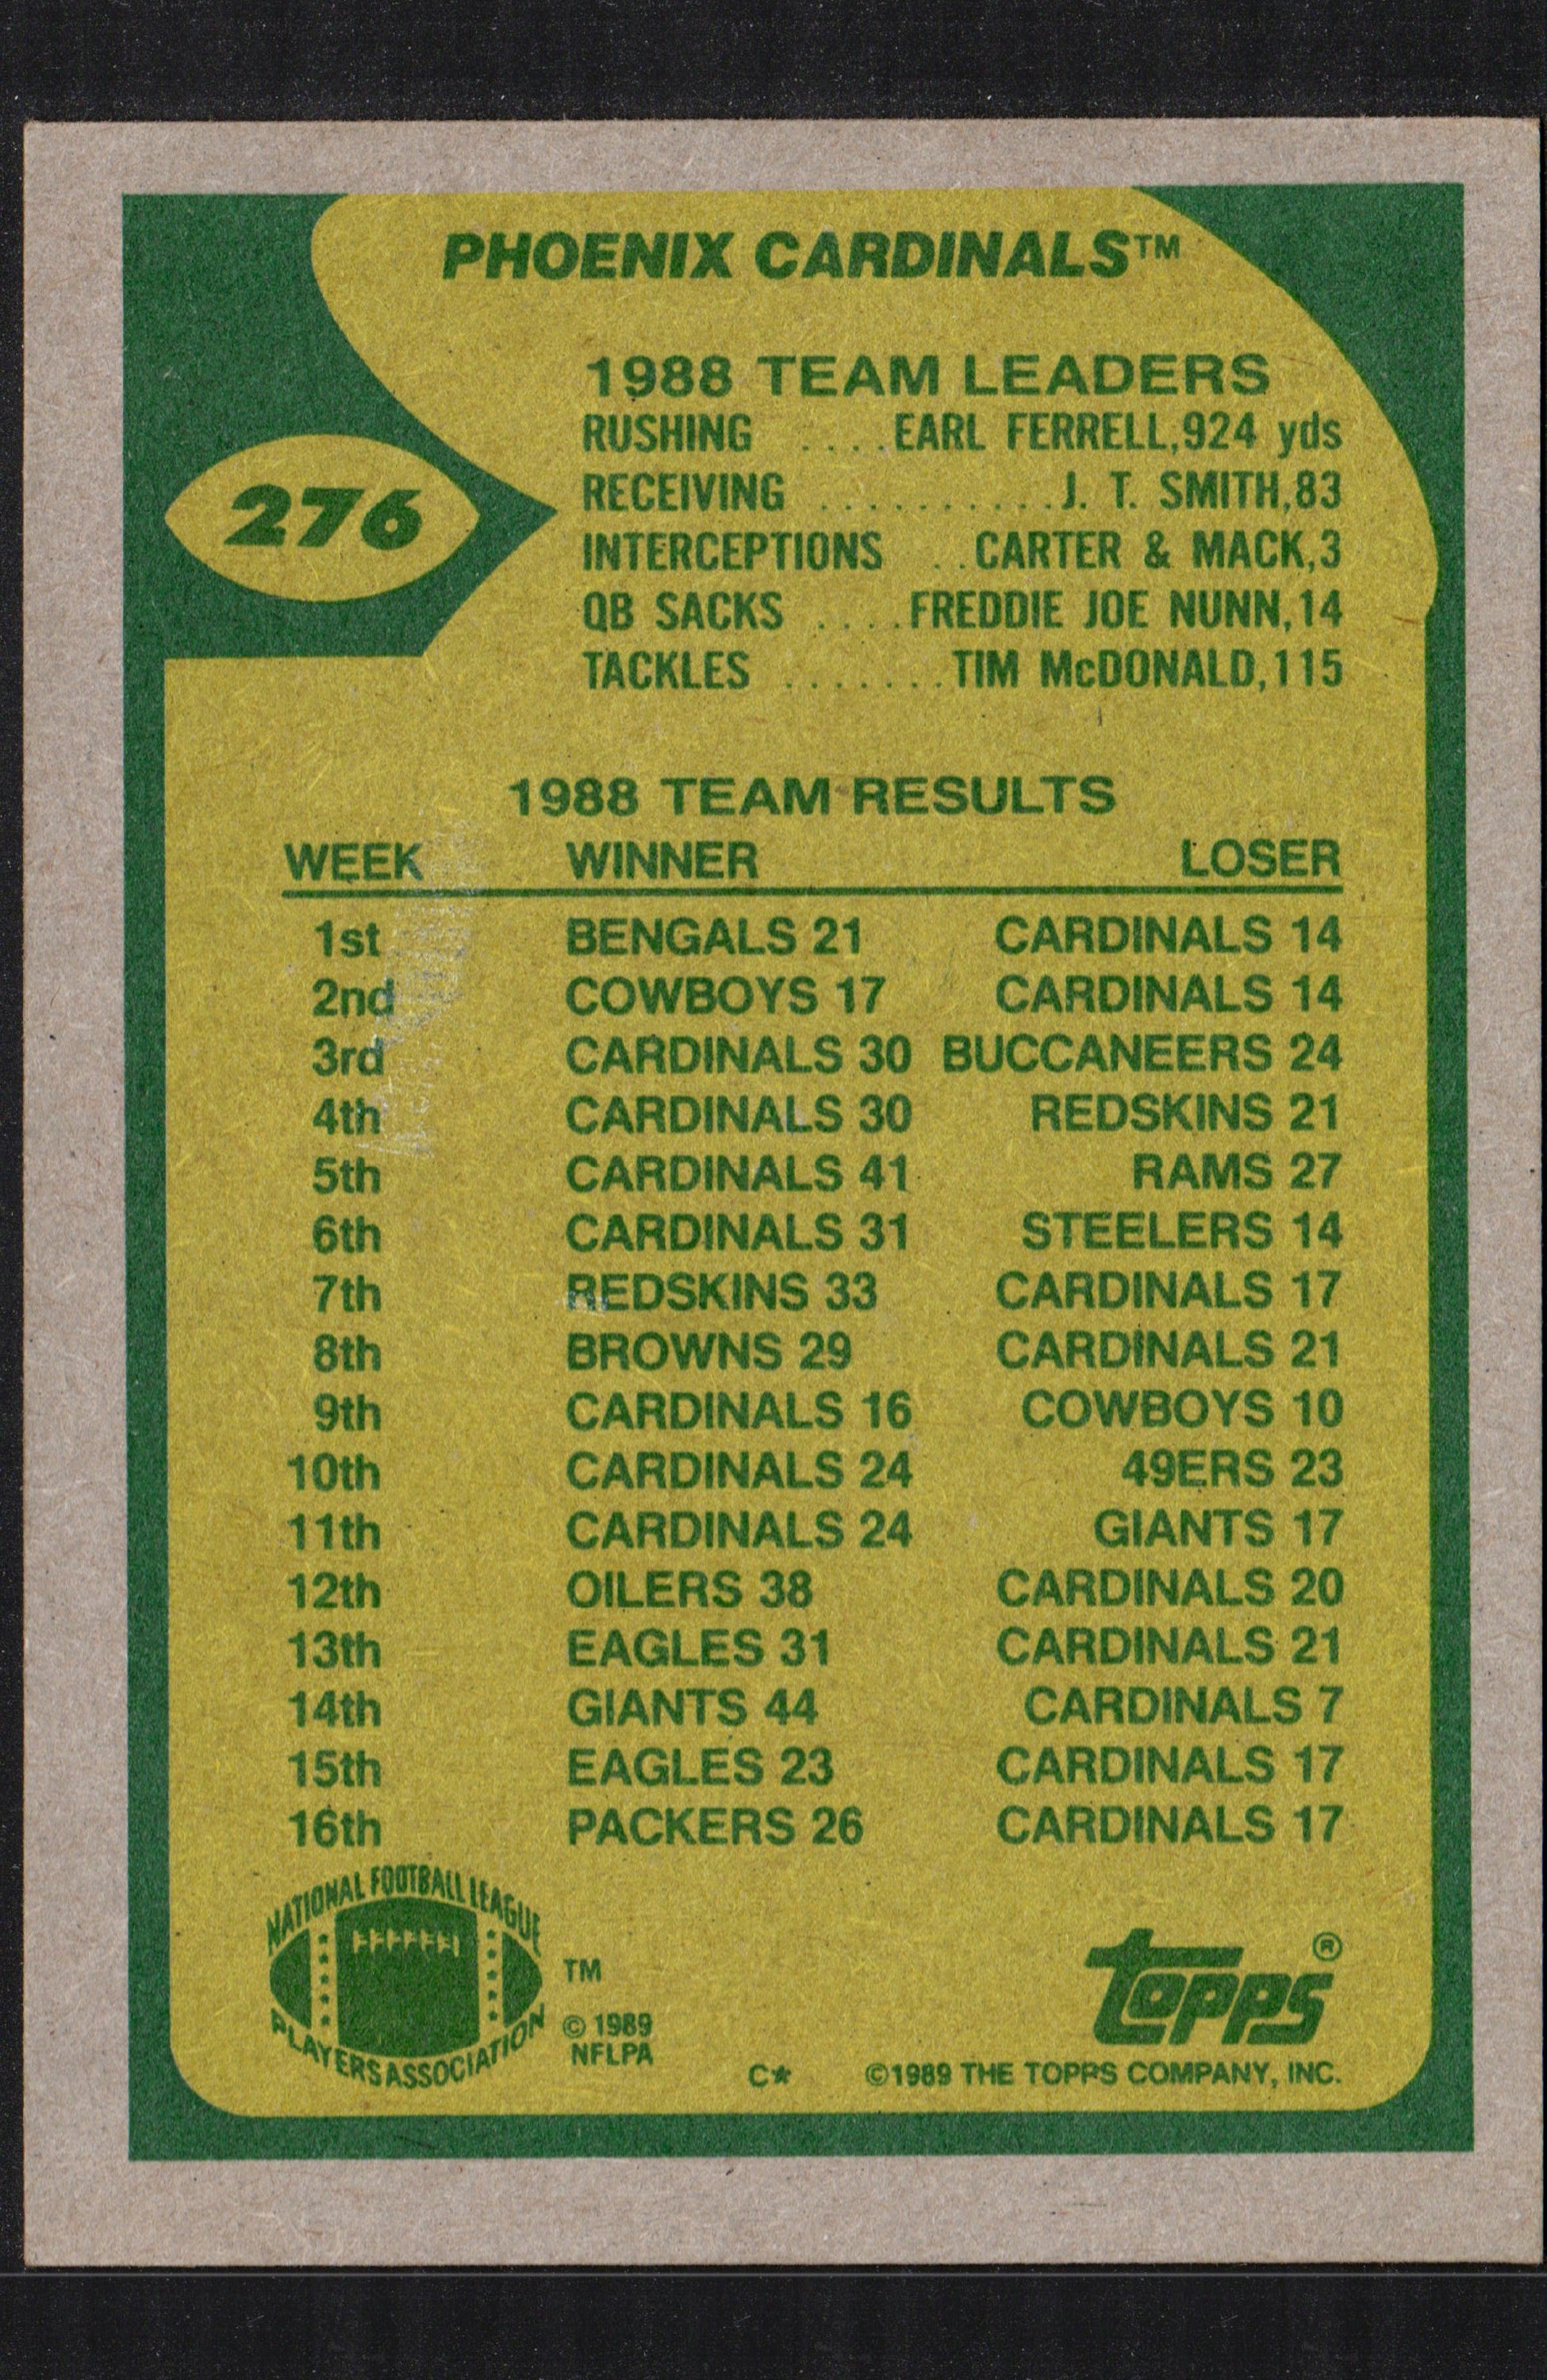 PHOENIX CARDINALS™
1988 TEAM LEADERS
RUSHING ....EARL FERRELL,924 yds
RECEIVING ..........J. T. SMITH,83
276
INTERCEPTIONS ..CARTER & MACK,3
QB SACKS ....FREDDIE JOE NUNN,14
TACKLES .......TIM McDONALD,115
1988 TEAM RESULTS
WEEK WINNER LOSER
1st BENGALS 21 CARDINALS 14
2nd COWBOYS 17 CARDINALS 14
3rd CARDINALS 30 BUCCANEERS 24
4th CARDINALS 30 REDSKINS 21
5th CARDINALS 41 RAMS 27
6th CARDINALS 31 STEELERS 14
7th REDSKINS 33 CARDINALS 17
8th BROWNS 29 CARDINALS 21
9th CARDINALS 16 COWBOYS 10
10th CARDINALS 24 49ERS 23
11th CARDINALS 24 GIANTS 17
12th OILERS 38 CARDINALS 20
13th EAGLES 31 CARDINALS 21
14th GIANTS 44 CARDINALS 7
15th EAGLES 23 CARDINALS 17
16th PACKERS 26 CARDINALS 17
NATIONAL FOOTBALL LEAGUE
PLAYERS ASSOCIATION
TM
© 1989
NFLPA
topps®
C* ©1989 THE TOPPS COMPANY, INC.